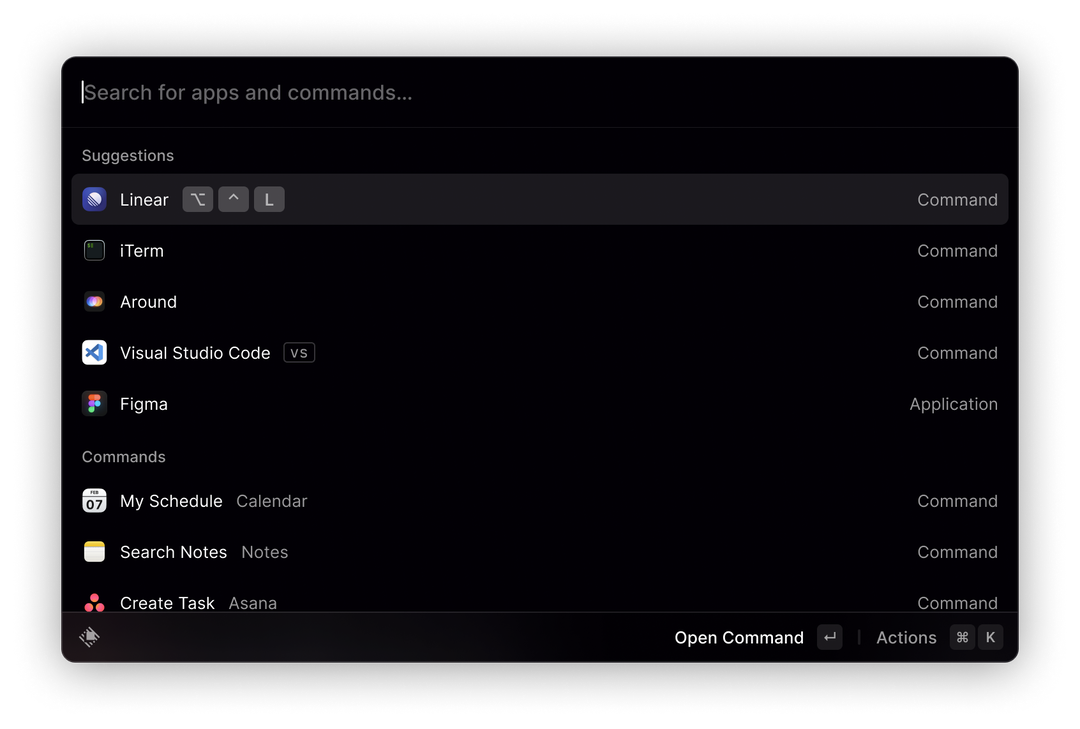 Search for apps and commands...
Suggestions
Linear ⌥ ^ L Command
iTerm Command
Around Command
Visual Studio Code vs Command
Figma Application
Commands
FEB
07
My Schedule Calendar Command
Search Notes Notes Command
Create Task Asana Command
Open Command ↵ | Actions ⌘ K